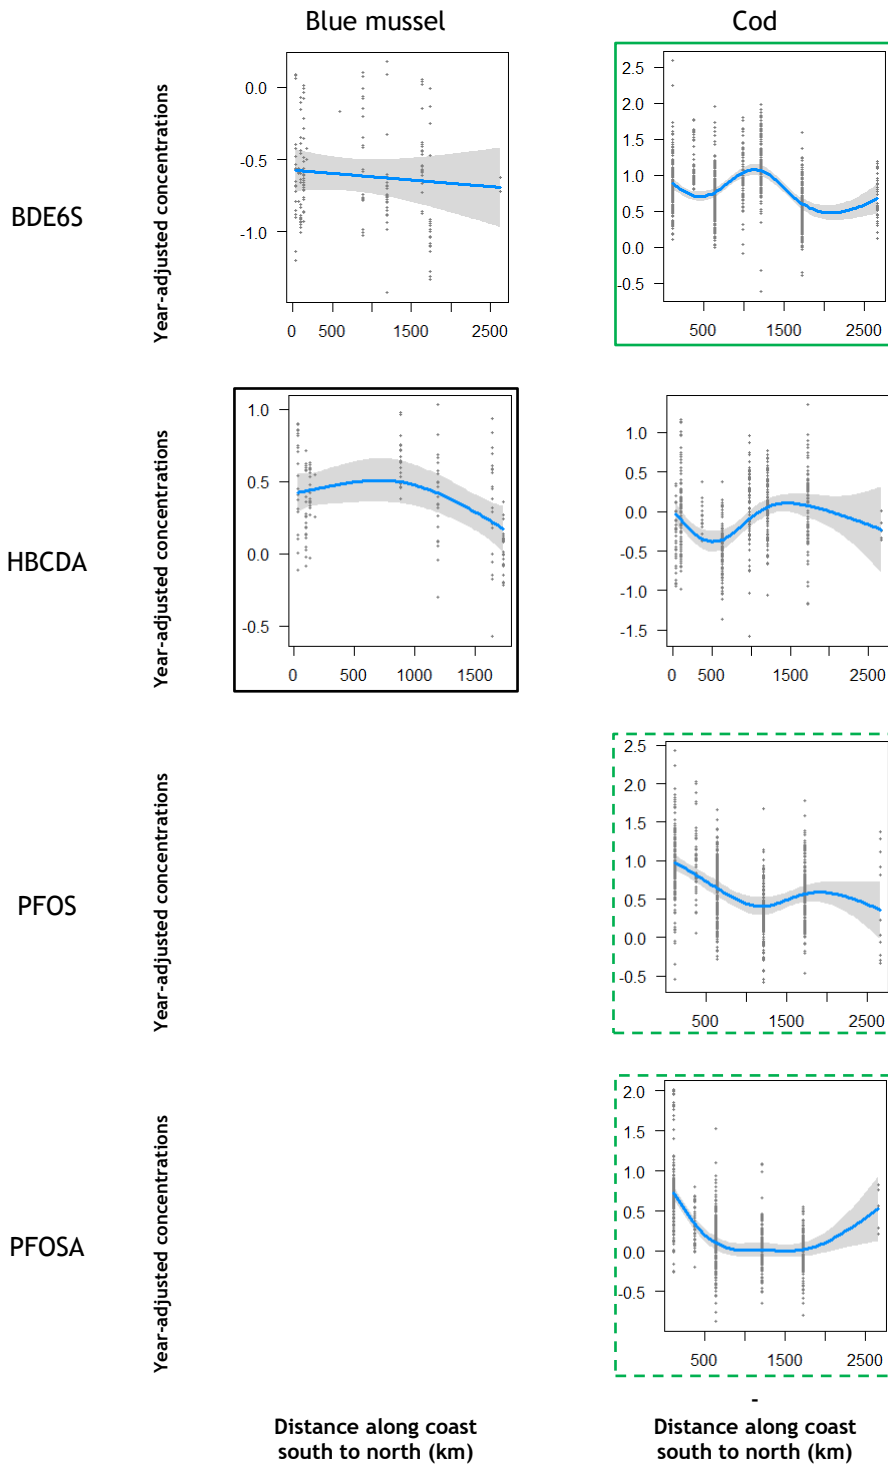 Blue mussel
Cod
BDE6S
Year-adjusted concentrations
0.0
-0.5
-1.0
0 500 1500 2500
Year-adjusted concentrations
2.5
2.0
1.5
1.0
0.5
0.0
-0.5
500 1500 2500
HBCDA
Year-adjusted concentrations
1.0
0.5
0.0
-0.5
0 500 1000 1500
Year-adjusted concentrations
1.0
0.5
0.0
-0.5
-1.0
-1.5
0 500 1500 2500
PFOS
Year-adjusted concentrations
2.5
2.0
1.5
1.0
0.5
0.0
-0.5
500 1500 2500
PFOSA
Year-adjusted concentrations
2.0
1.5
1.0
0.5
0.0
-0.5
500 1500 2500
-
Distance along coast
south to north (km)
Distance along coast
south to north (km)